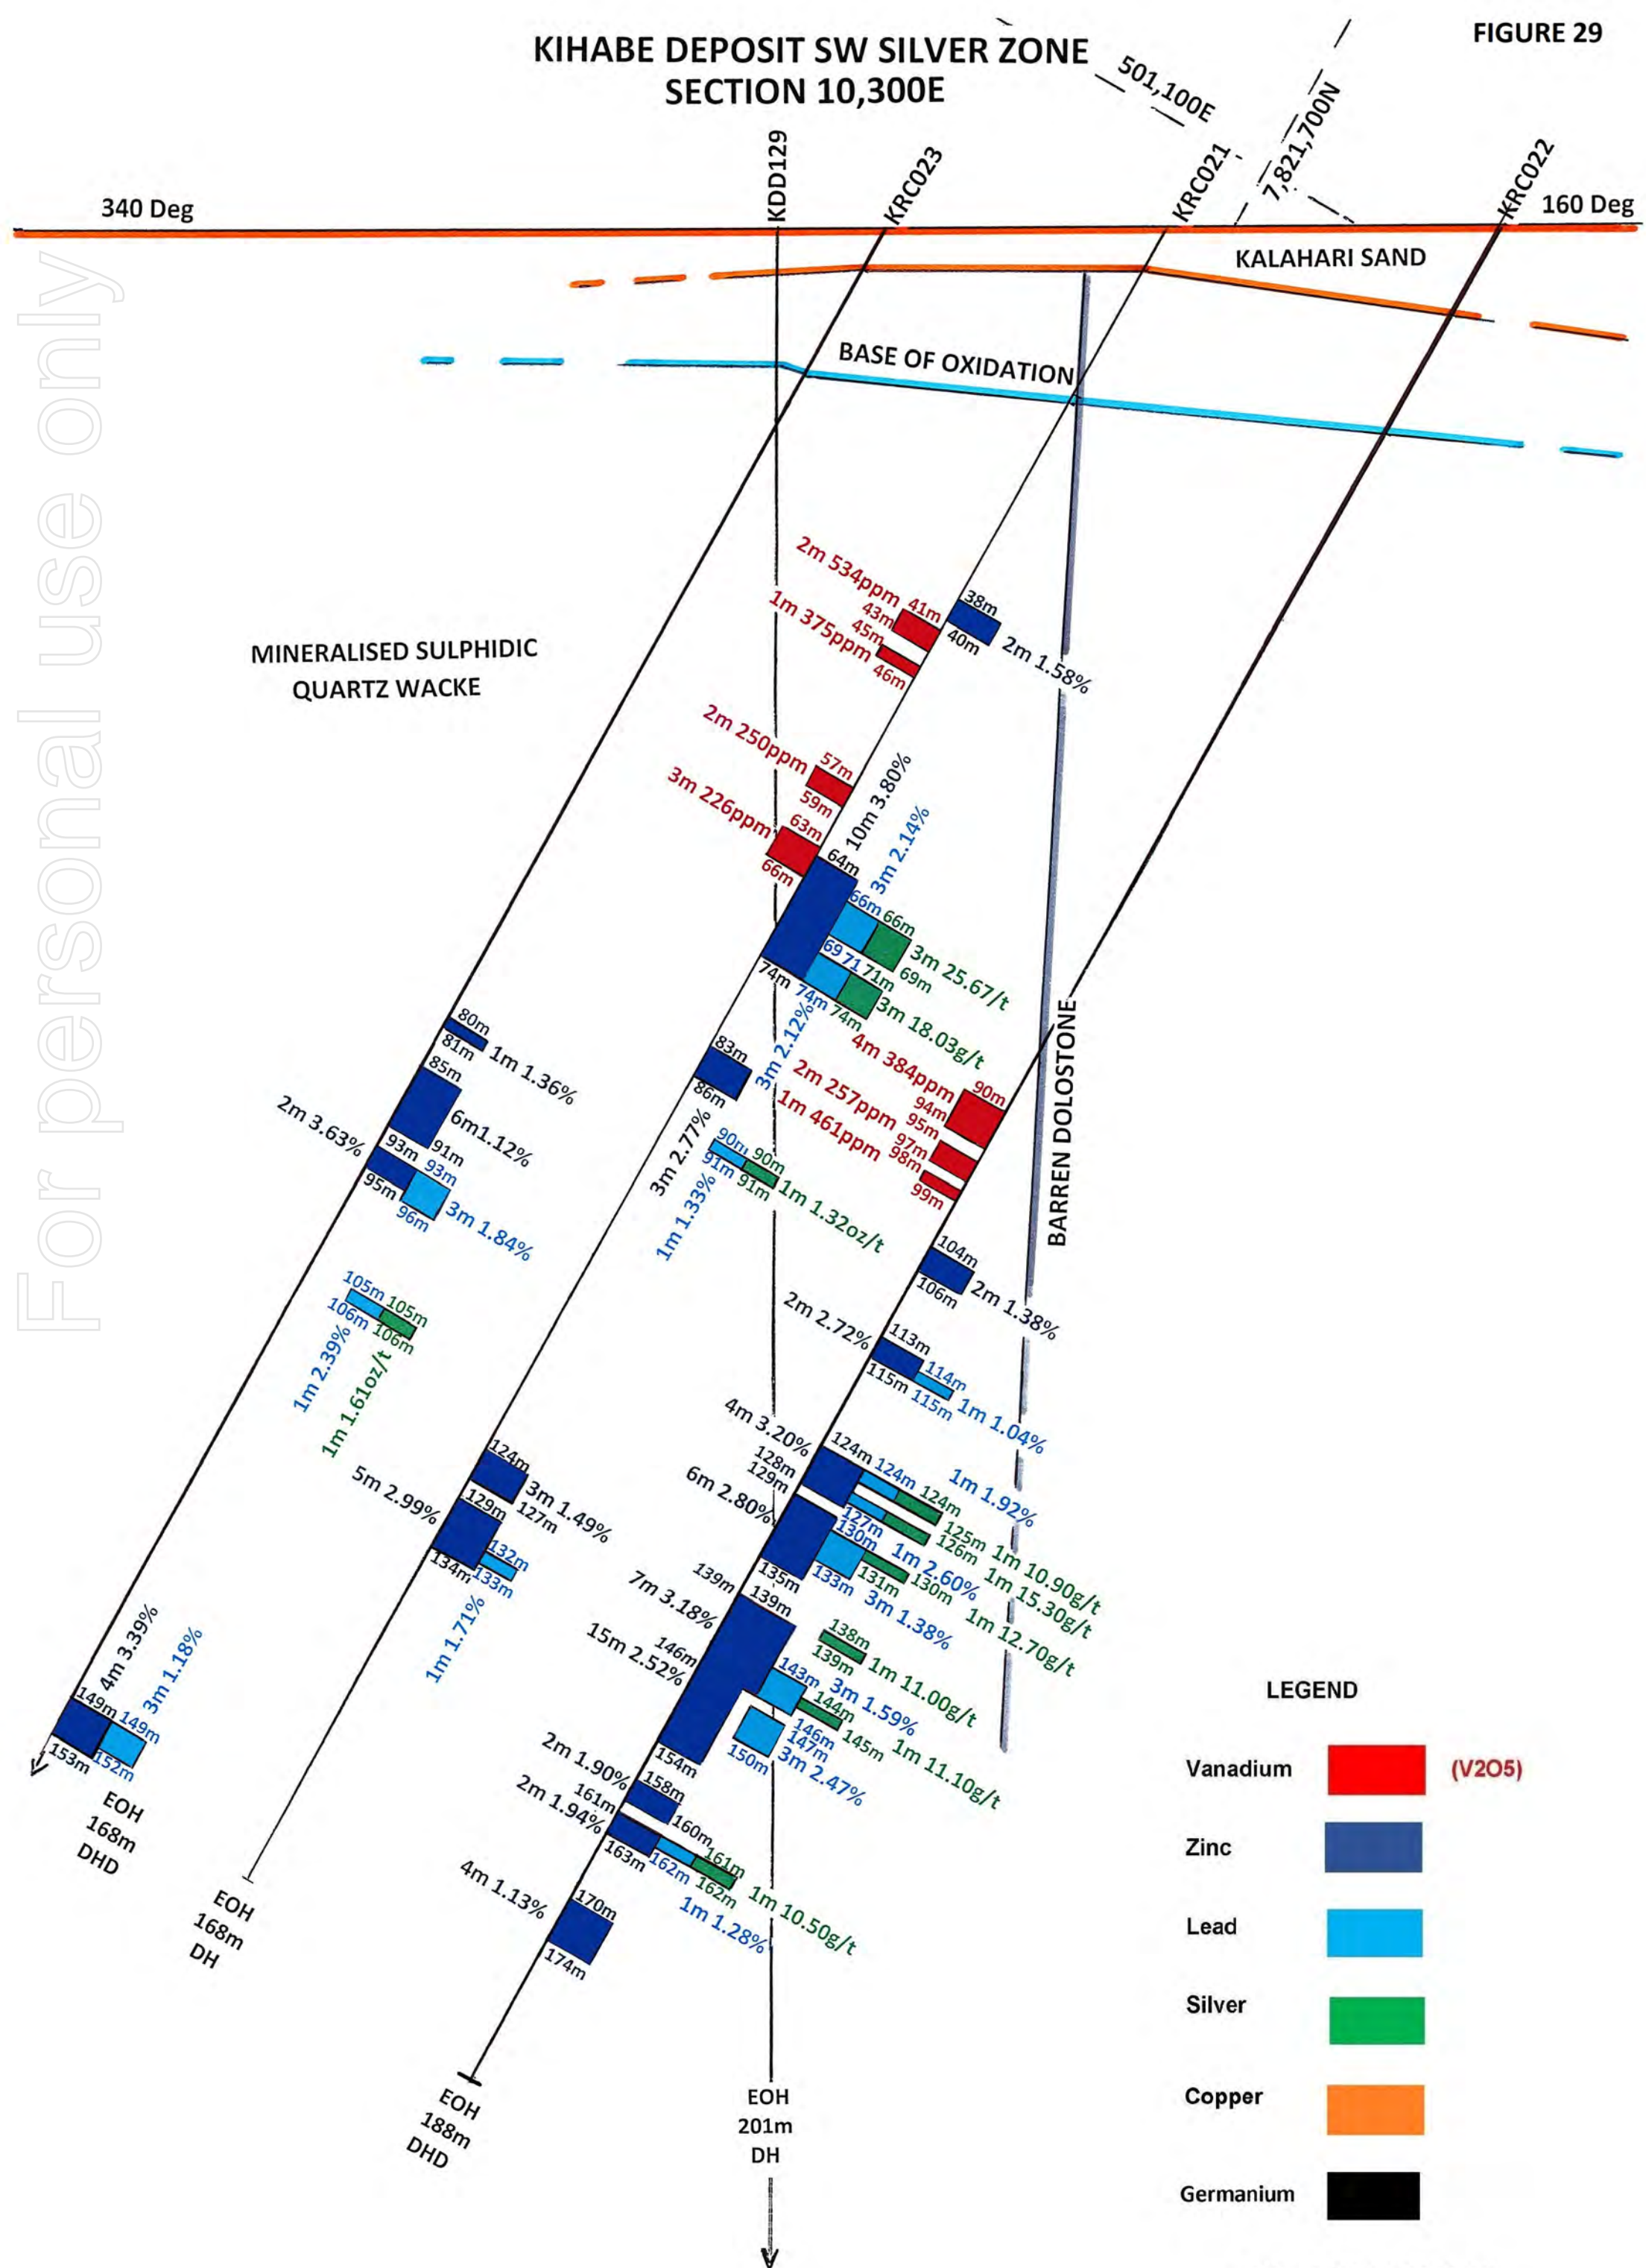 FIGURE 29
KIHABE DEPOSIT SW SILVER ZONE
SECTION 10,300E
501,100E
7,821,700N
KDD129
KRC023
KRC021
KRC022
340 Deg
160 Deg
KALAHARI SAND
BASE OF OXIDATION
For personal use only
MINERALISED SULPHIDIC
QUARTZ WACKE
BARREN DOLOSTONE
2m 534ppm
41m
43m
38m
40m
2m 1.58%
1m 375ppm
45m
46m
2m 250ppm
57m
59m
3m 226ppm
63m
66m
10m 3.80%
64m
74m
3m 2.14%
66m
66m
69
69m
3m 25.67/t
71
71m
74m
74m
3m 18.03g/t
3m 2.12%
83m
86m
3m 2.77%
90m
90m
91m
91m
1m 1.33%
1m 1.32oz/t
124m
127m
3m 1.49%
5m 2.99%
129m
134m
132m
133m
1m 1.71%
80m
81m
1m 1.36%
85m
91m
6m1.12%
2m 3.63%
93m
93m
95m
96m
3m 1.84%
105m
105m
106m
106m
1m 2.39%
1m 1.61oz/t
4m 3.39%
3m 1.18%
149m
149m
153m
152m
4m 384ppm
90m
94m
2m 257ppm
95m
97m
1m 461ppm
98m
99m
104m
106m
2m 1.38%
2m 2.72%
113m
114m
115m
115m
1m 1.04%
4m 3.20%
124m
124m
124m
1m 1.92%
128m
129m
125m
1m 10.90g/t
126m
1m 15.30g/t
127m
1m 2.60%
6m 2.80%
130m
130m
131m
1m 12.70g/t
135m
133m
3m 1.38%
139m
139m
7m 3.18%
138m
139m
1m 11.00g/t
146m
15m 2.52%
143m
3m 1.59%
144m
146m
145m
1m 11.10g/t
147m
150m
3m 2.47%
154m
2m 1.90%
158m
160m
161m
2m 1.94%
163m
162m
161m
162m
1m 10.50g/t
1m 1.28%
4m 1.13%
170m
174m
EOH
168m
DHD
EOH
168m
DH
EOH
188m
DHD
EOH
201m
DH
LEGEND
Vanadium
(V2O5)
Zinc
Lead
Silver
Copper
Germanium